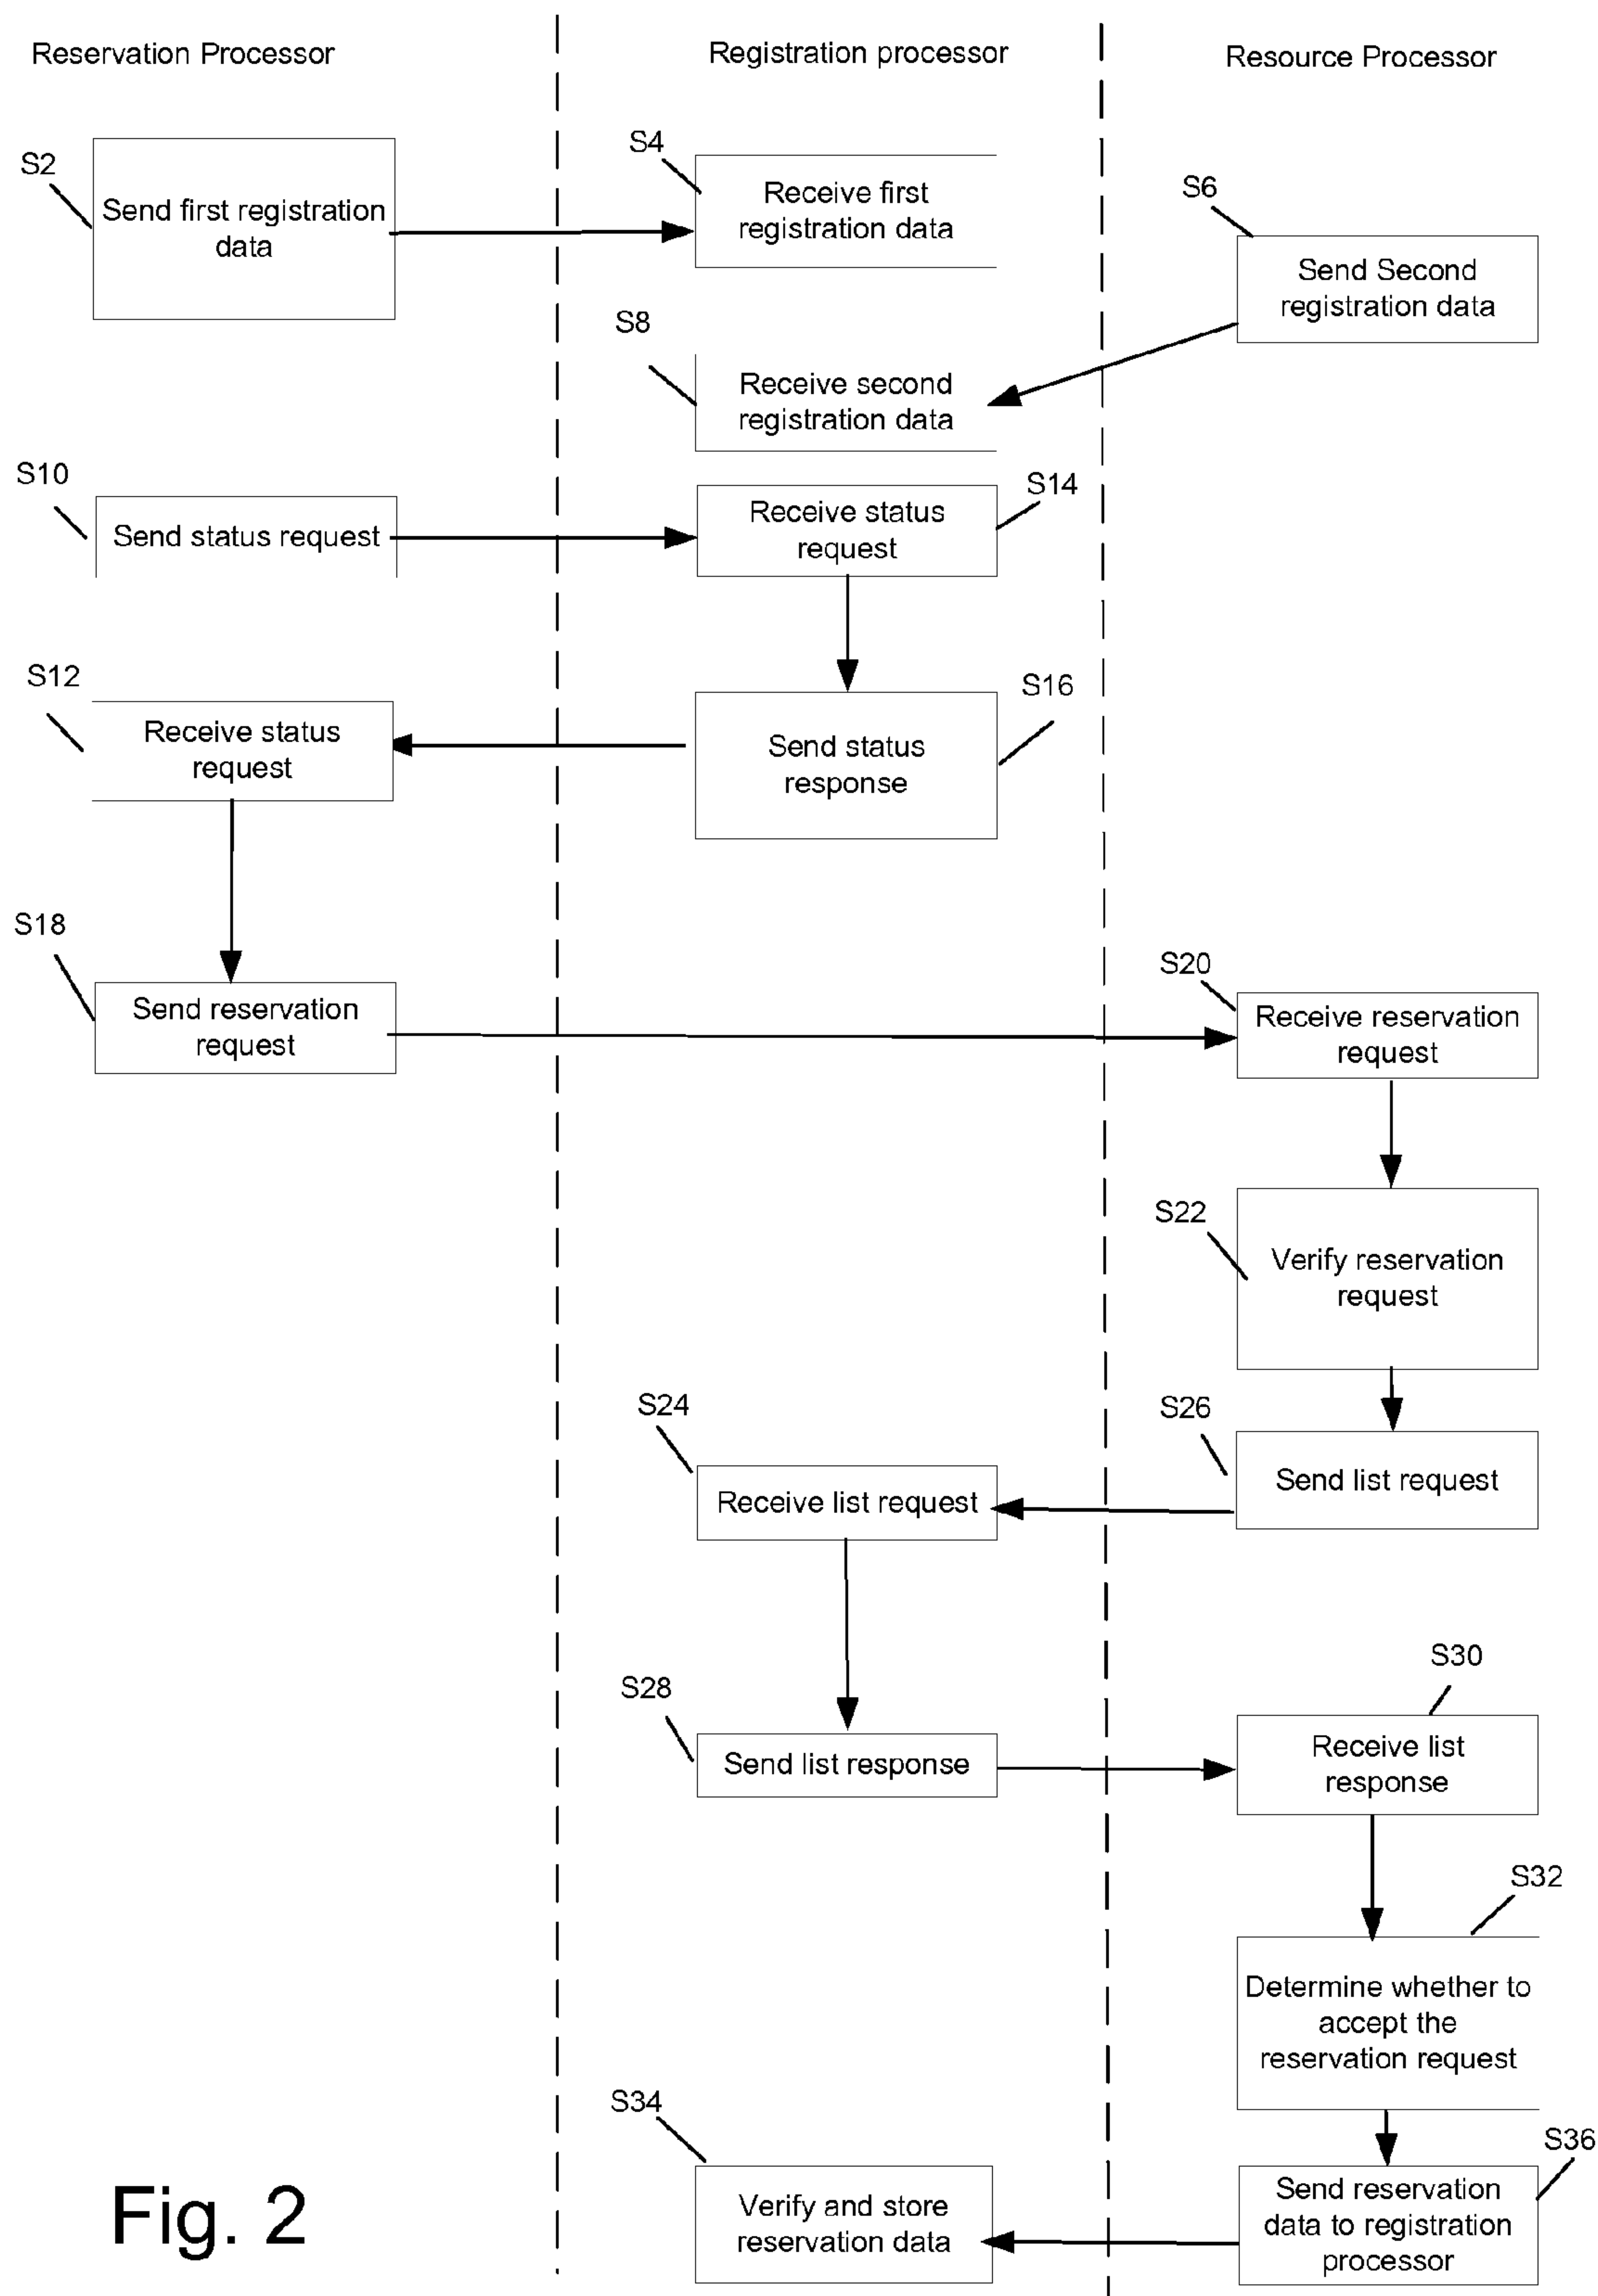 Reservation Processor
Registration processor
Resource Processor
S2
Send first registration
data
S4
Receive first
registration data
S6
Send Second
registration data
S8
Receive second
registration data
S10
Send status request
S14
Receive status
request
S12
Receive status
request
S16
Send status
response
S18
Send reservation
request
S20
Receive reservation
request
S22
Verify reservation
request
S24
Receive list request
S26
Send list request
S28
Send list response
S30
Receive list
response
S32
Determine whether to
accept the
reservation request
S34
Verify and store
reservation data
S36
Send reservation
data to registration
processor
Fig. 2